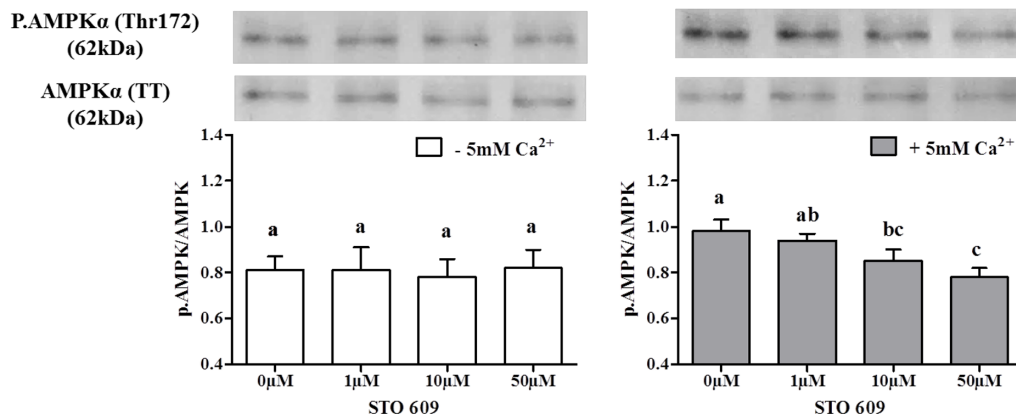 P.AMPKα (Thr172)
(62kDa)
AMPKα (TT)
(62kDa)
1.4
1.2
1.0
0.8
0.6
0.4
p.AMPK/AMPK
- 5mM Ca²⁺
a
a
a
a
0µM
1µM
10µM
50µM
STO 609
1.4
1.2
1.0
0.8
0.6
0.4
p.AMPK/AMPK
+ 5mM Ca²⁺
a
ab
bc
c
0µM
1µM
10µM
50µM
STO 609